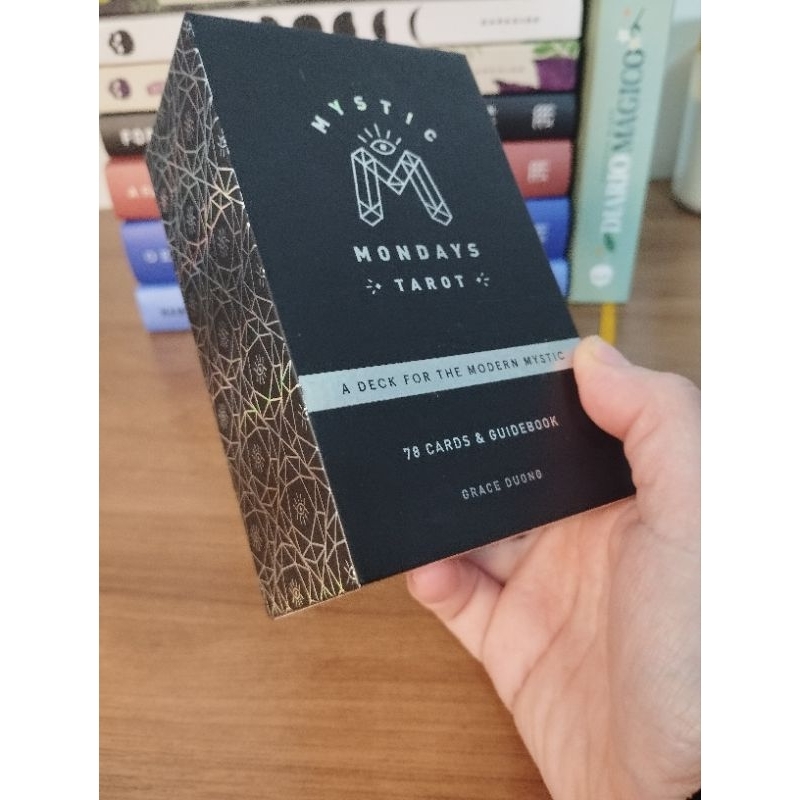 MYSTIC
M
MONDAYS
TAROT
A DECK FOR THE MODERN MYSTIC
78 CARDS & GUIDEBOOK
GRACE DUONG
DIARIO MÁGICO